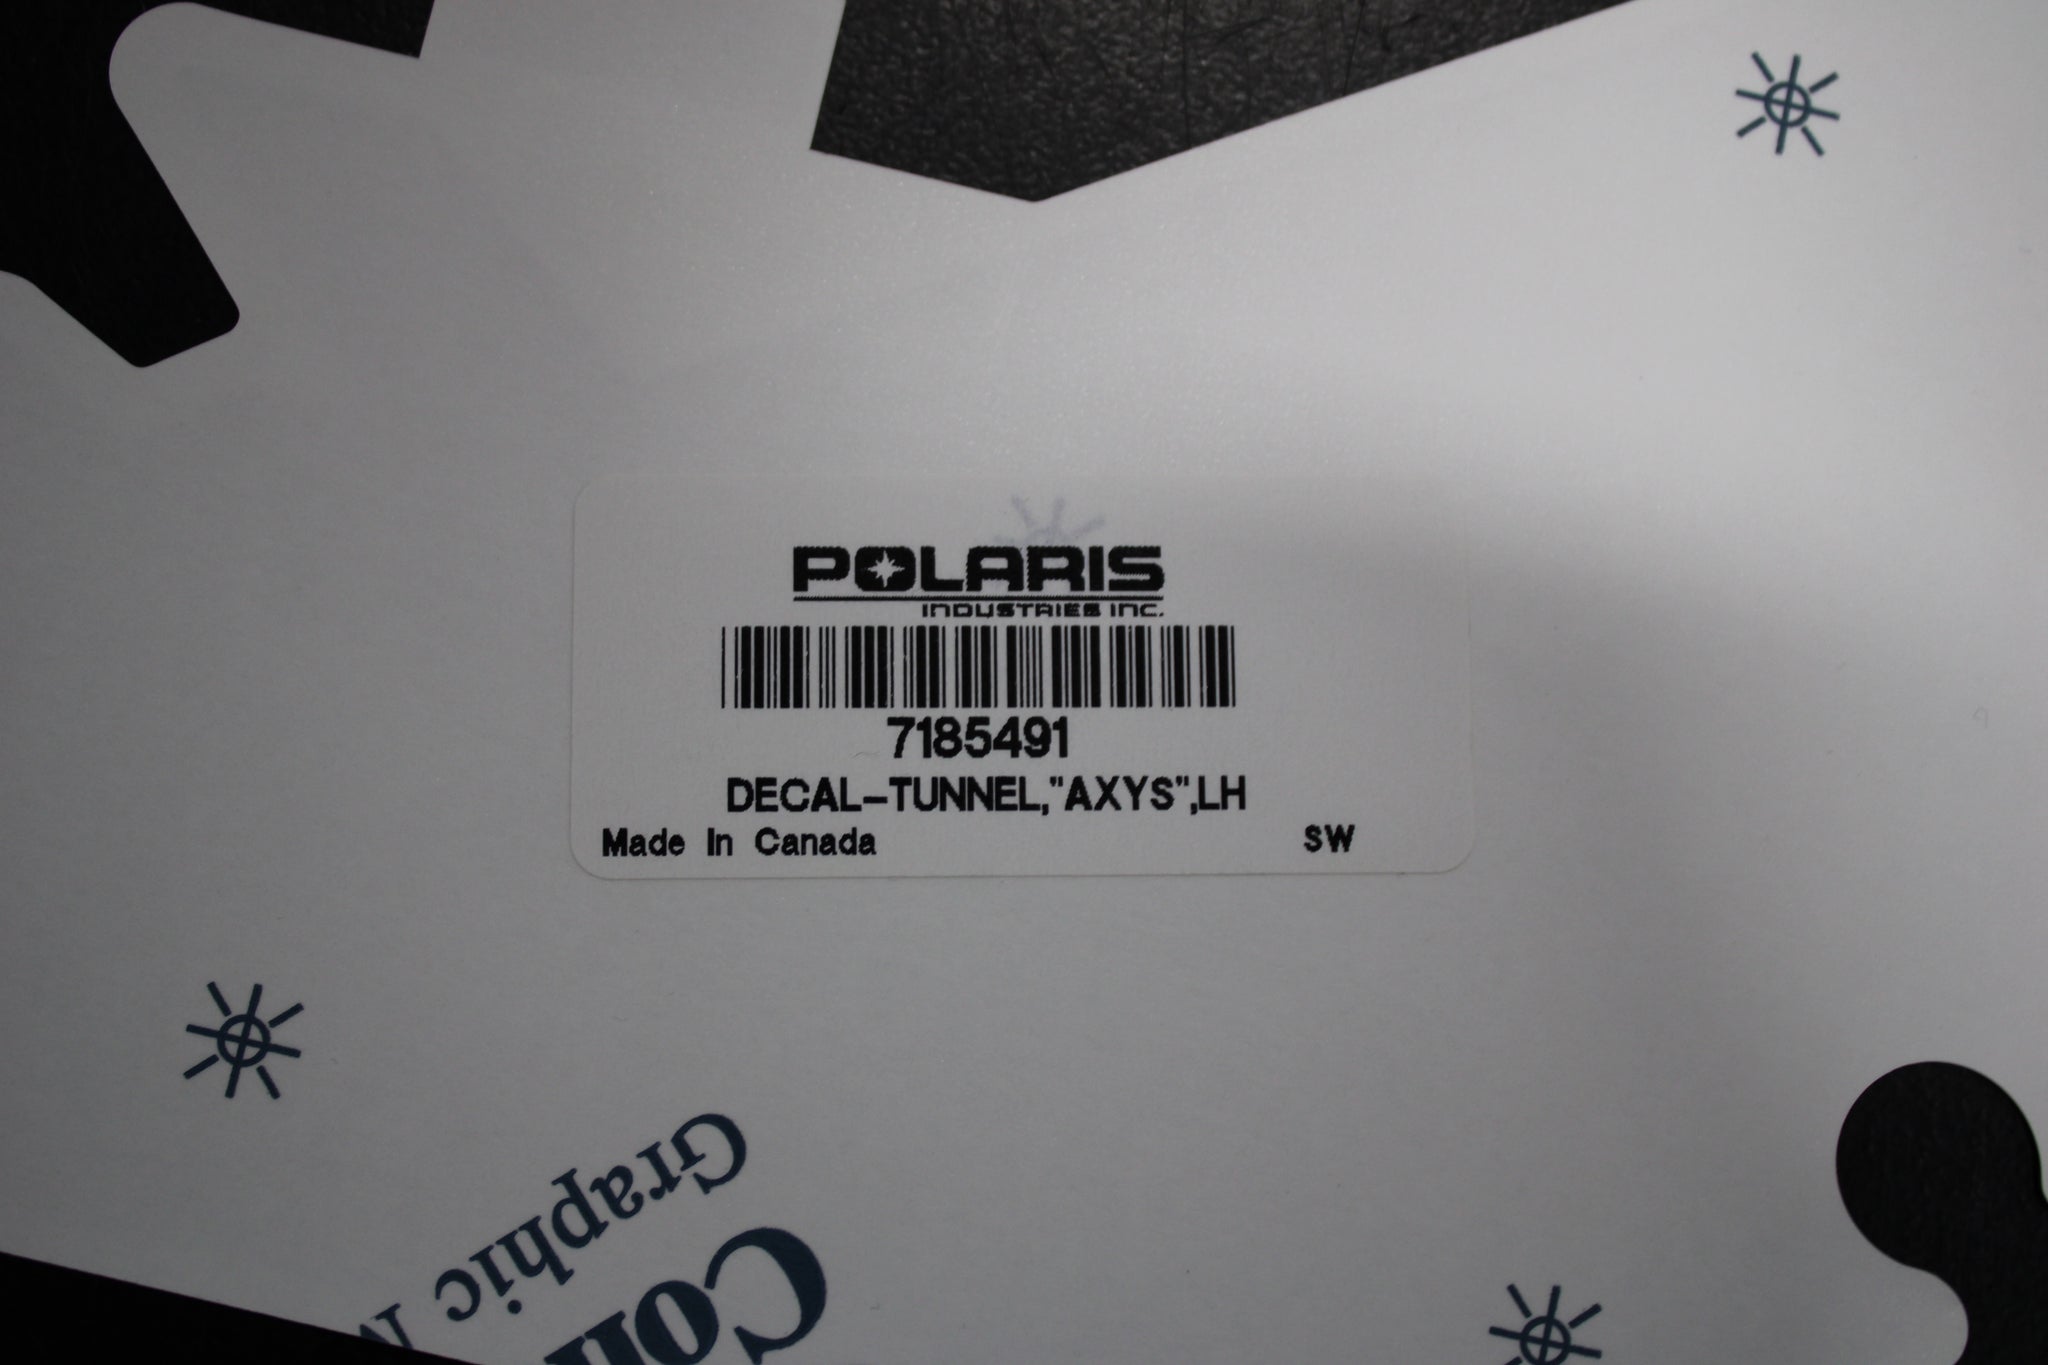 POLARIS
INDUSTRIES INC.
7185491
DECAL-TUNNEL,"AXYS",LH
Made In Canada
SW
Graphic